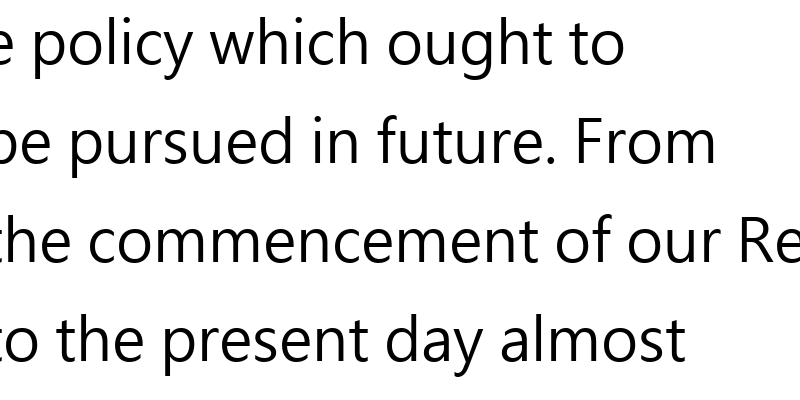 e policy which ought to
be pursued in future. From
the commencement of our Re
to the present day almost